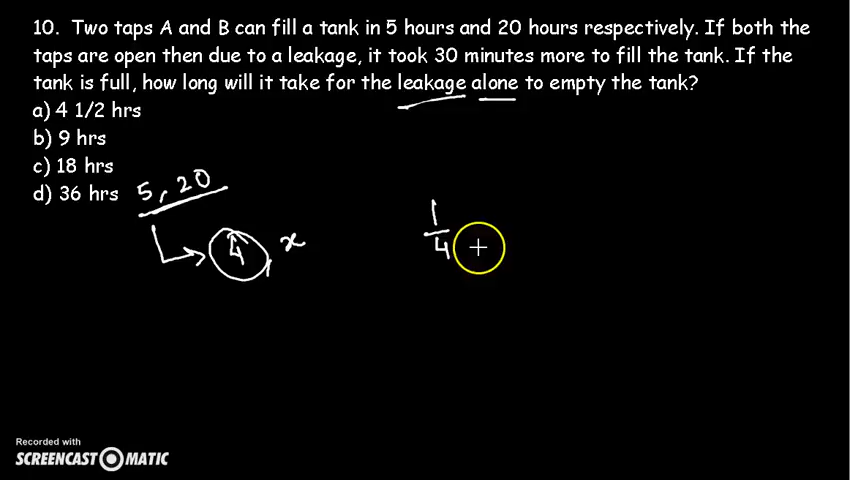 10. Two taps A and B can fill a tank in 5 hours and 20 hours respectively. If both the
taps are open then due to a leakage, it took 30 minutes more to fill the tank. If the
tank is full, how long will it take for the leakage alone to empty the tank?
a) 4 1/2 hrs
b) 9 hrs
c) 18 hrs
d) 36 hrs
5, 20
4, x
1/4 +
Recorded with
SCREENCAST-O-MATIC